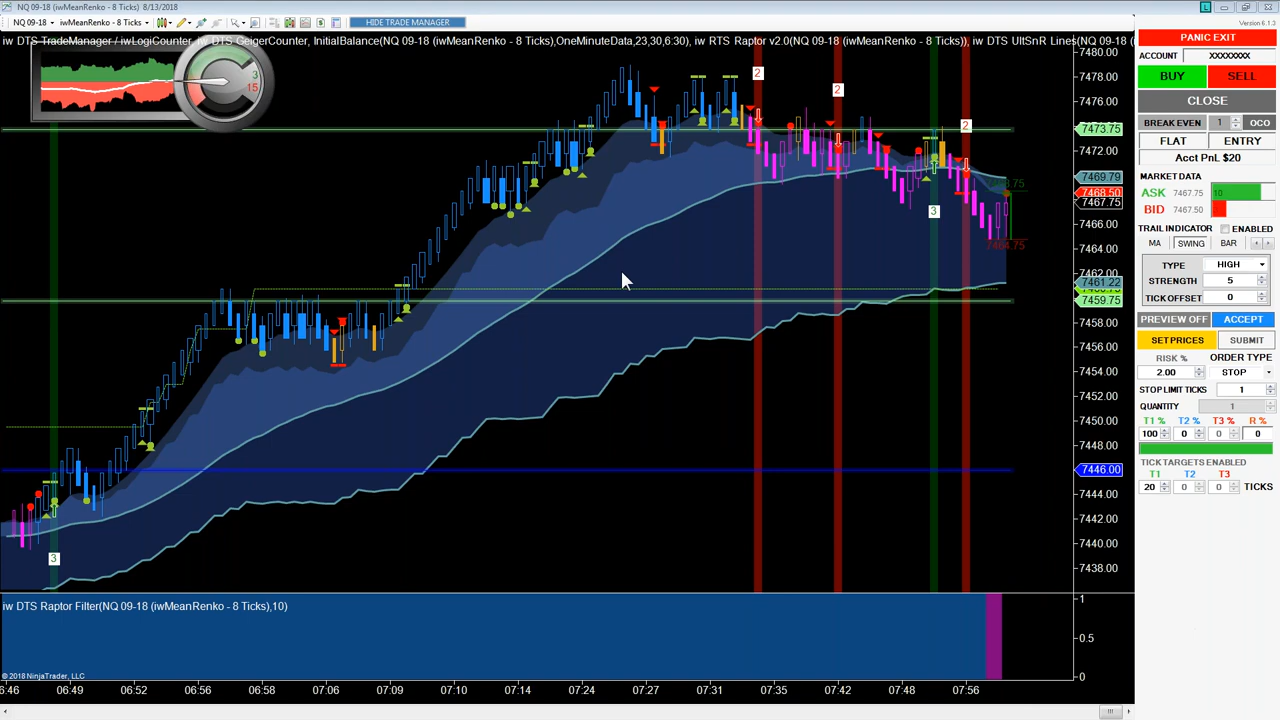 NQ 09-18 (iwMeanRenko - 8 Ticks) 8/13/2018
L
NQ 09-18
iwMeanRenko - 8 Ticks
HIDE TRADE MANAGER
Version 6.1.3
iw DTS TradeManager / iwLogiCounter, iw DTS GeigerCounter, InitialBalance(NQ 09-18 (iwMeanRenko - 8 Ticks),OneMinuteData,23,30,6:30), iw RTS Raptor v2.0(NQ 09-18 (iwMeanRenko - 8 Ticks)), iw DTS UltSnR Lines(NQ 09-18 (
3
15
2
2
2
3
3
7464.75
7480.00
7478.00
7476.00
7473.75
7472.00
7469.79
7468.50
7467.75
7466.00
7464.00
7462.00
7461.22
7459.75
7458.00
7456.00
7454.00
7452.00
7450.00
7448.00
7446.00
7444.00
7442.00
7440.00
7438.00
PANIC EXIT
ACCOUNT XXXXXXXX
BUY SELL
CLOSE
BREAK EVEN 1 OCO
FLAT ENTRY
Acct PnL $20
MARKET DATA
ASK 7467.75 10
BID 7467.50
TRAIL INDICATOR ENABLED
MA SWING BAR
TYPE HIGH
STRENGTH 5
TICK OFFSET 0
PREVIEW OFF ACCEPT
SET PRICES SUBMIT
RISK % ORDER TYPE
2.00 STOP
STOP LIMIT TICKS 1
QUANTITY 1
T1 % T2 % T3 % R %
100 0 0 0
TICK TARGETS ENABLED
T1 T2 T3
20 0 0 TICKS
iw DTS Raptor Filter(NQ 09-18 (iwMeanRenko - 8 Ticks),10)
1
0.5
0
© 2018 NinjaTrader, LLC
06:46 06:49 06:52 06:56 06:58 07:06 07:09 07:10 07:14 07:24 07:27 07:31 07:35 07:42 07:48 07:56